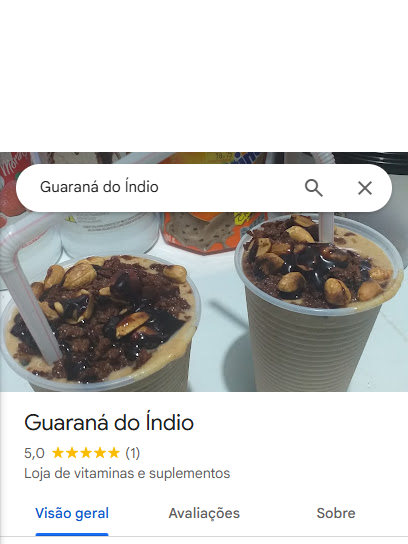 Guaraná do Índio
Guaraná do Índio
5,0 (1)
Loja de vitaminas e suplementos
Visão geral Avaliações Sobre